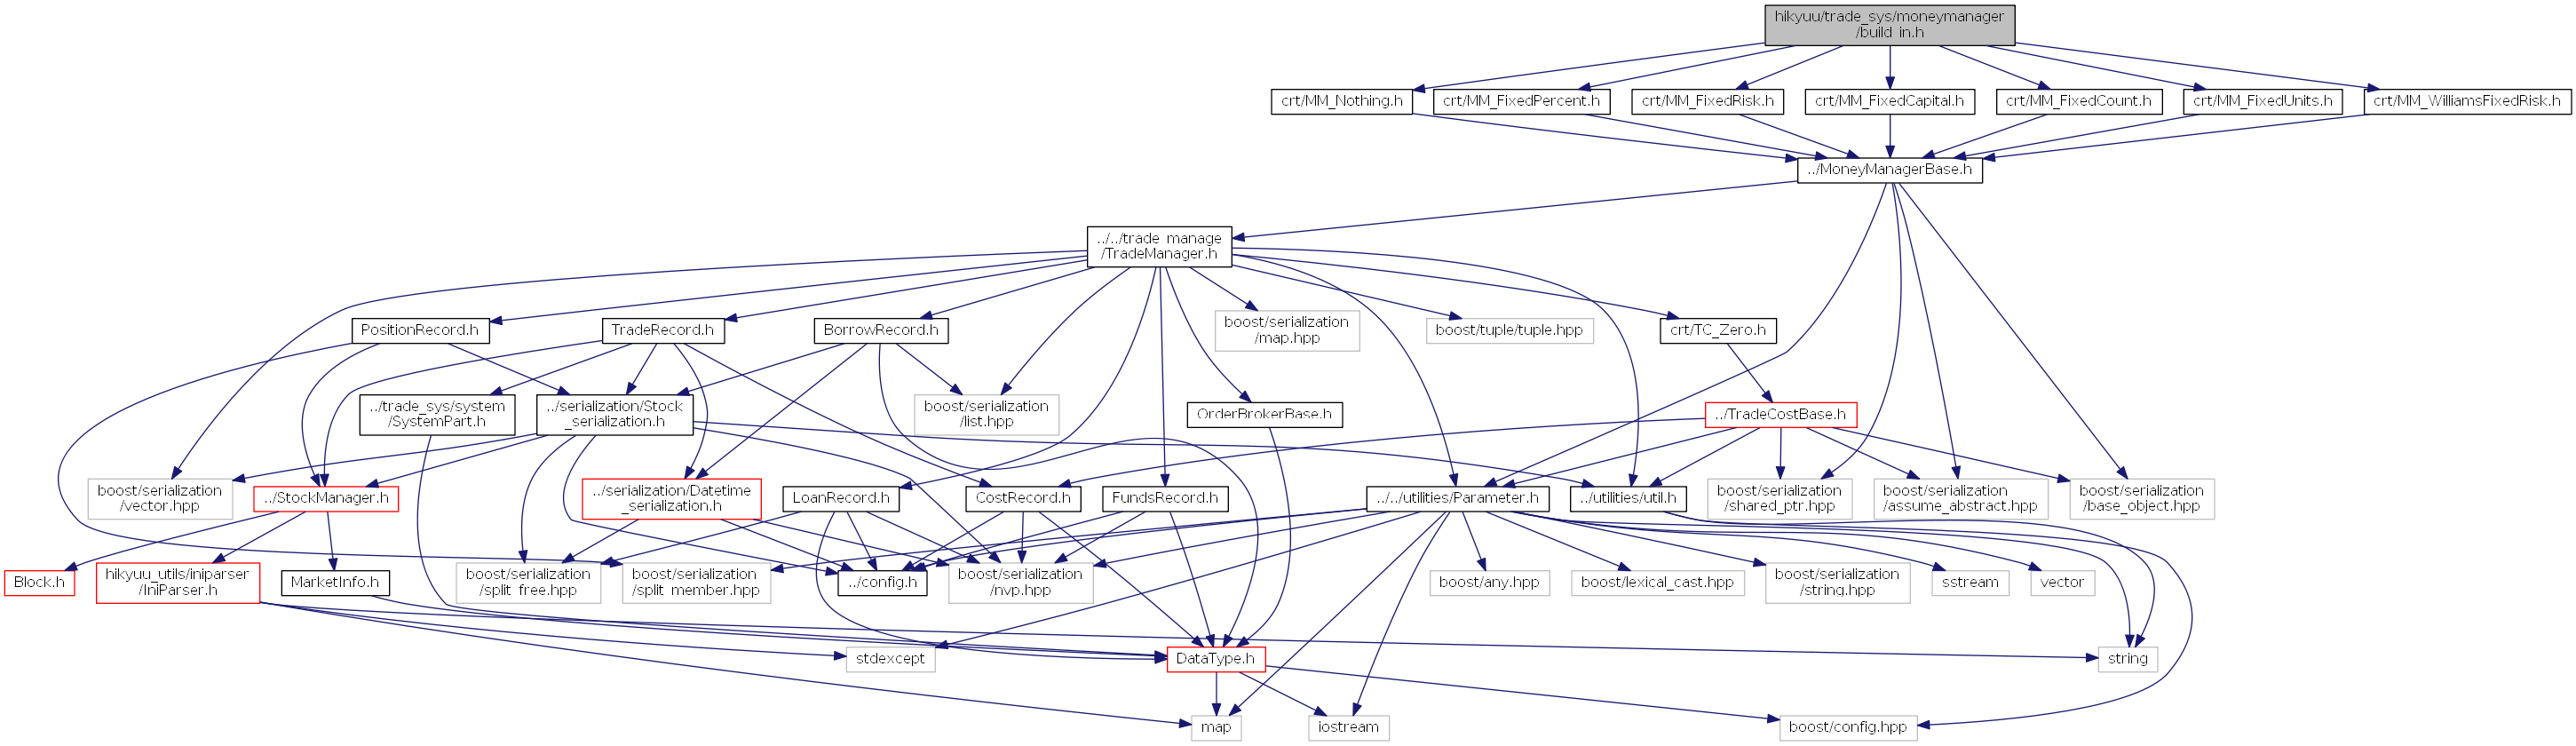 hikyuu/trade_sys/moneymanager
/build_in.h
crt/MM_Nothing.h
crt/MM_FixedPercent.h
crt/MM_FixedRisk.h
crt/MM_FixedCapital.h
crt/MM_FixedCount.h
crt/MM_FixedUnits.h
crt/MM_WilliamsFixedRisk.h
../MoneyManagerBase.h
../../trade_manage
/TradeManager.h
PositionRecord.h
TradeRecord.h
BorrowRecord.h
boost/serialization
/map.hpp
boost/tuple/tuple.hpp
crt/TC_Zero.h
../trade_sys/system
/SystemPart.h
../serialization/Stock
_serialization.h
boost/serialization
/list.hpp
OrderBrokerBase.h
../TradeCostBase.h
boost/serialization
/vector.hpp
../StockManager.h
../serialization/Datetime
_serialization.h
LoanRecord.h
CostRecord.h
FundsRecord.h
../../utilities/Parameter.h
../utilities/util.h
boost/serialization
/shared_ptr.hpp
boost/serialization
/assume_abstract.hpp
boost/serialization
/base_object.hpp
Block.h
hikyuu_utils/iniparser
/IniParser.h
MarketInfo.h
boost/serialization
/split_free.hpp
boost/serialization
/split_member.hpp
../config.h
boost/serialization
/nvp.hpp
boost/any.hpp
boost/lexical_cast.hpp
boost/serialization
/string.hpp
sstream
vector
stdexcept
DataType.h
string
map
iostream
boost/config.hpp